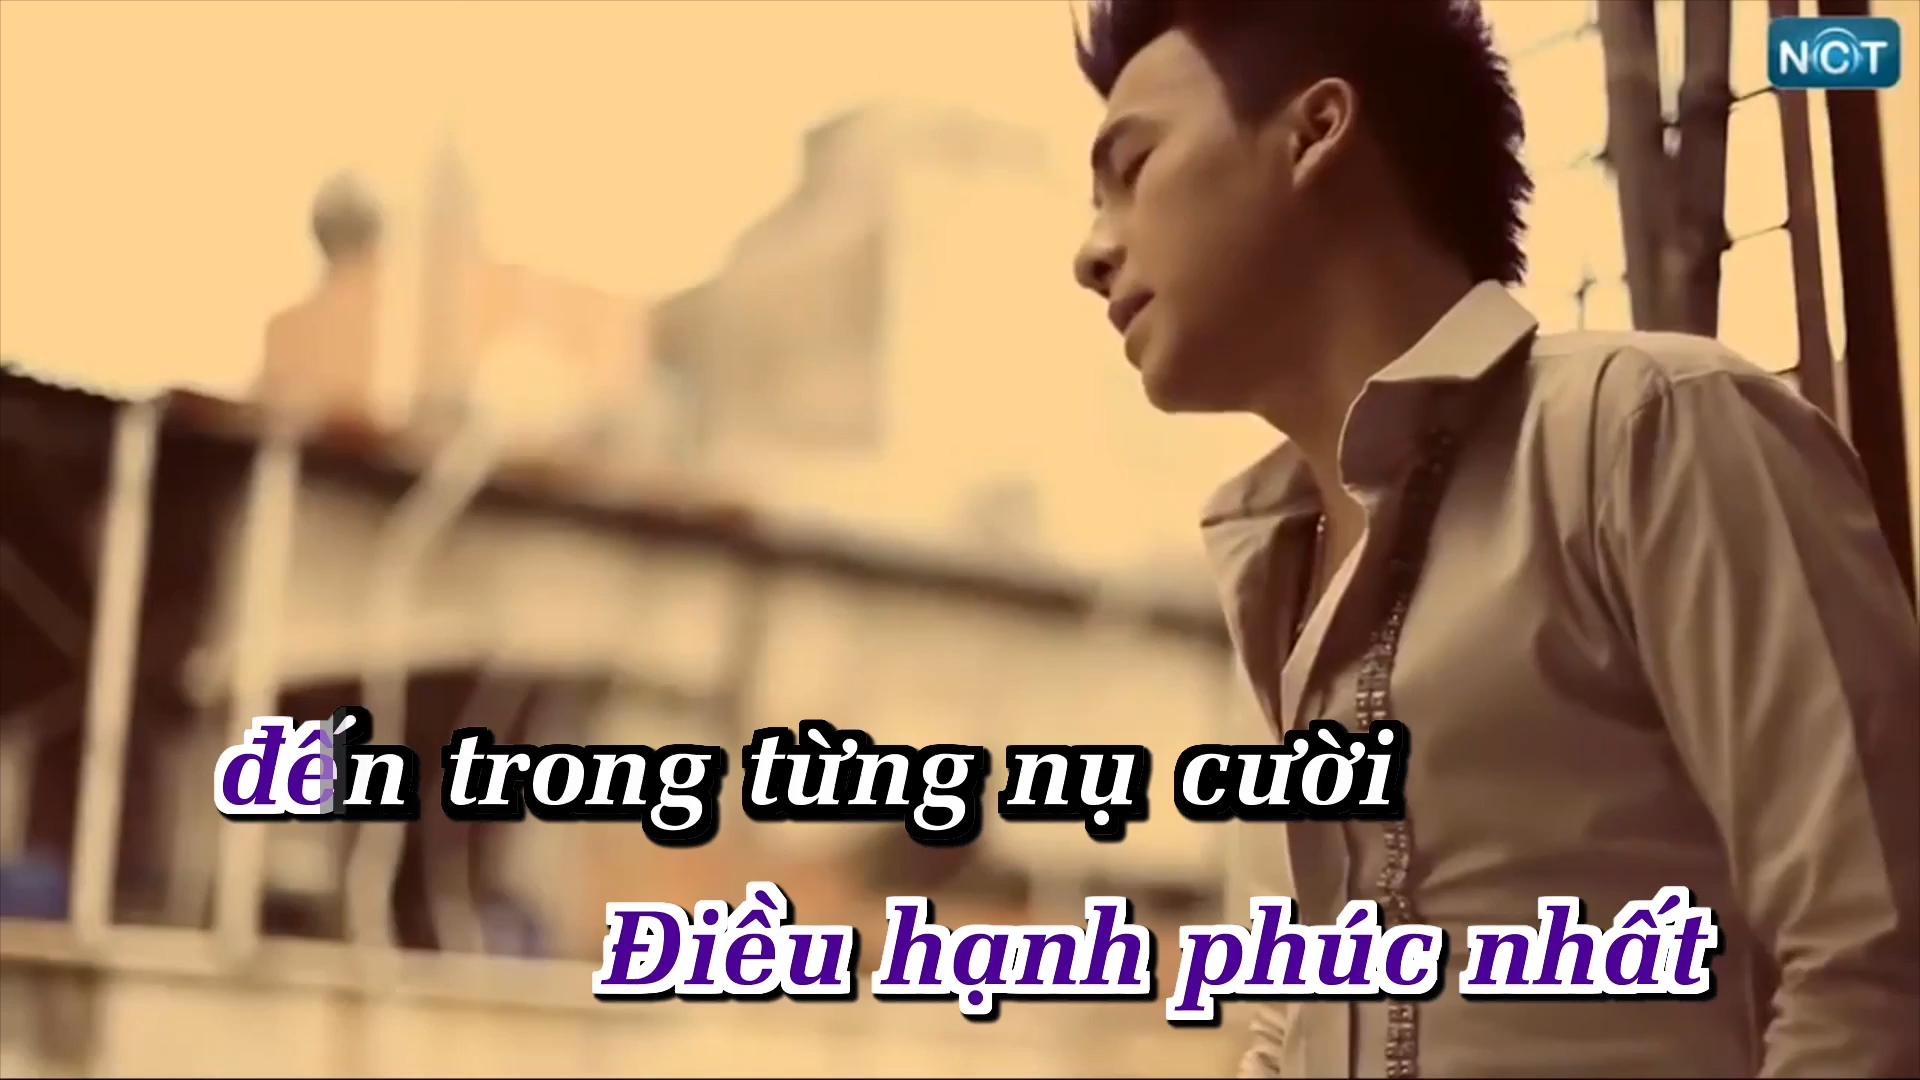 NCT
đến trong từng nụ cười
Điều hạnh phúc nhất